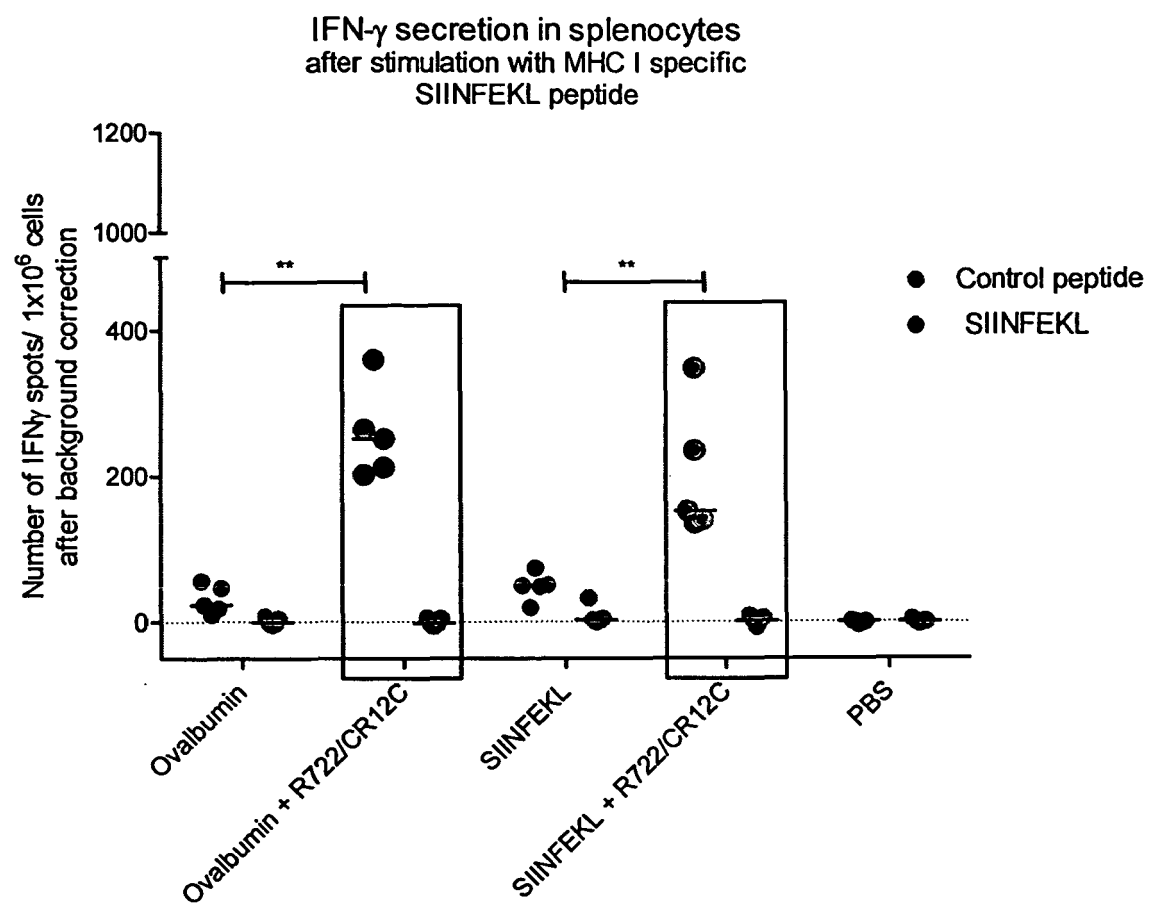 IFN-γ secretion in splenocytes
after stimulation with MHC I specific
SIINFEKL peptide
Number of IFNγ spots/ 1x10⁶ cells
after background correction
1200
1000
400
200
0
**
**
Control peptide
SIINFEKL
Ovalbumin
Ovalbumin + R722/CR12C
SIINFEKL
SIINFEKL + R722/CR12C
PBS